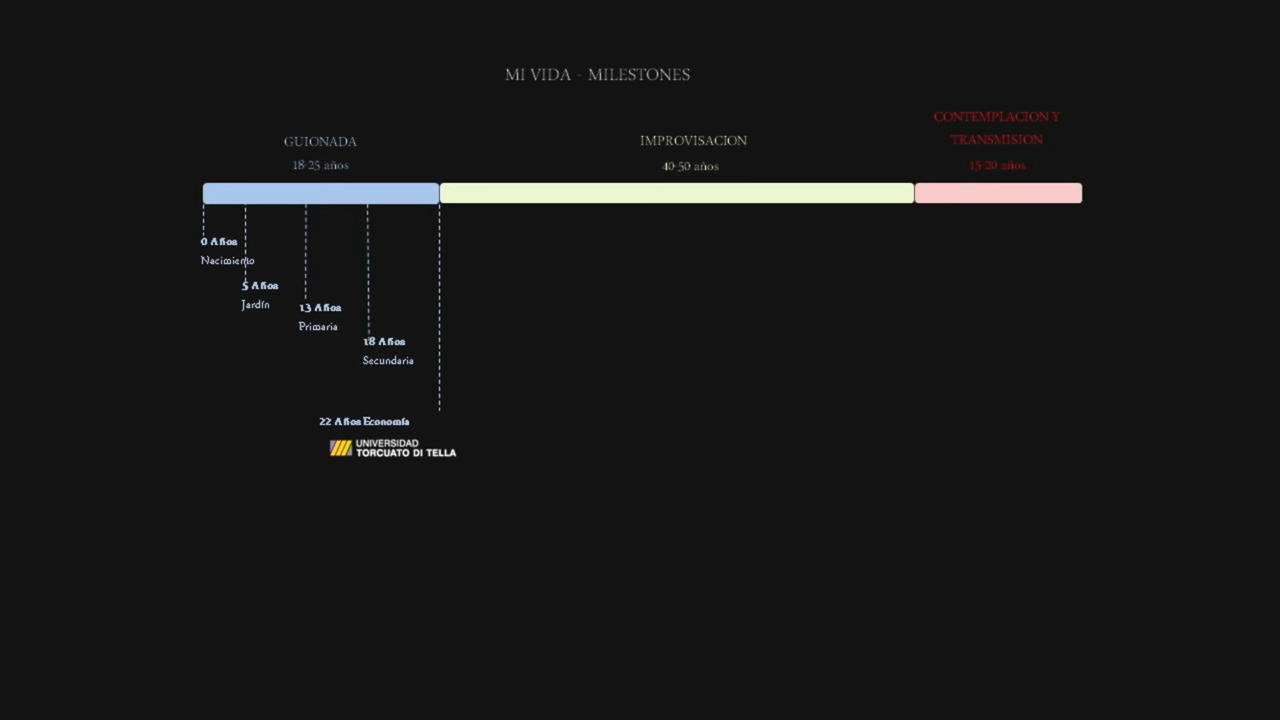 MI VIDA - MILESTONES
GUIONADA
18-25 años
IMPROVISACION
40-50 años
CONTEMPLACION Y
TRANSMISION
15-20 años
0 Años
Nacimiento
5 Años
Jardín
13 Años
Primaria
18 Años
Secundaria
22 Años Economía
UNIVERSIDAD
TORCUATO DI TELLA